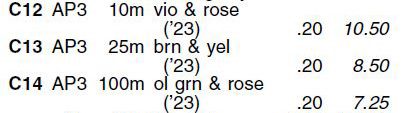 C12 AP3 10m vio & rose
('23) .20 10.50
C13 AP3 25m brn & yel
('23) .20 8.50
C14 AP3 100m ol grn & rose
('23) .20 7.25